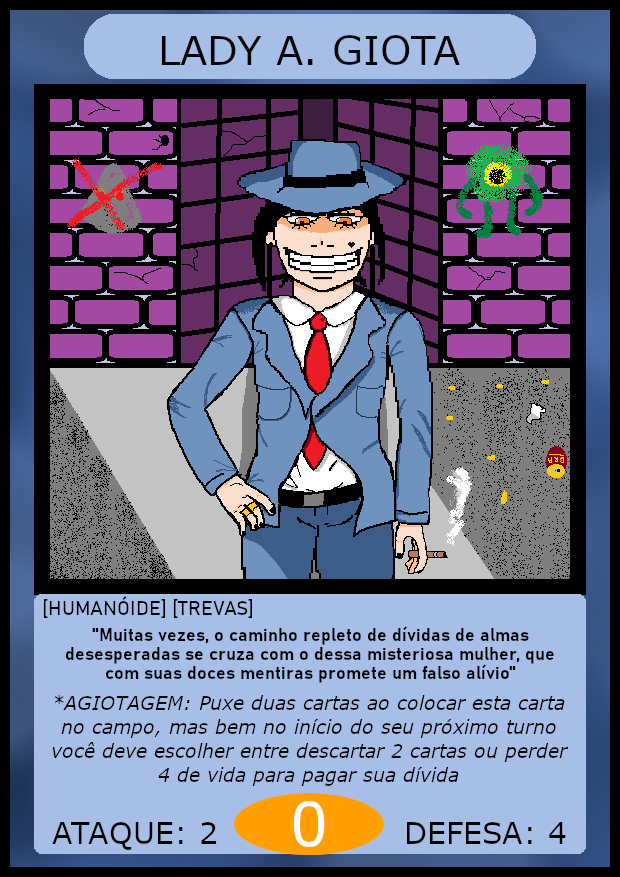 LADY A. GIOTA
[HUMANÓIDE] [TREVAS]
"Muitas vezes, o caminho repleto de dívidas de almas
desesperadas se cruza com o dessa misteriosa mulher, que
com suas doces mentiras promete um falso alívio"
*AGIOTAGEM: Puxe duas cartas ao colocar esta carta
no campo, mas bem no início do seu próximo turno
você deve escolher entre descartar 2 cartas ou perder
4 de vida para pagar sua dívida
ATAQUE: 2
0
DEFESA: 4